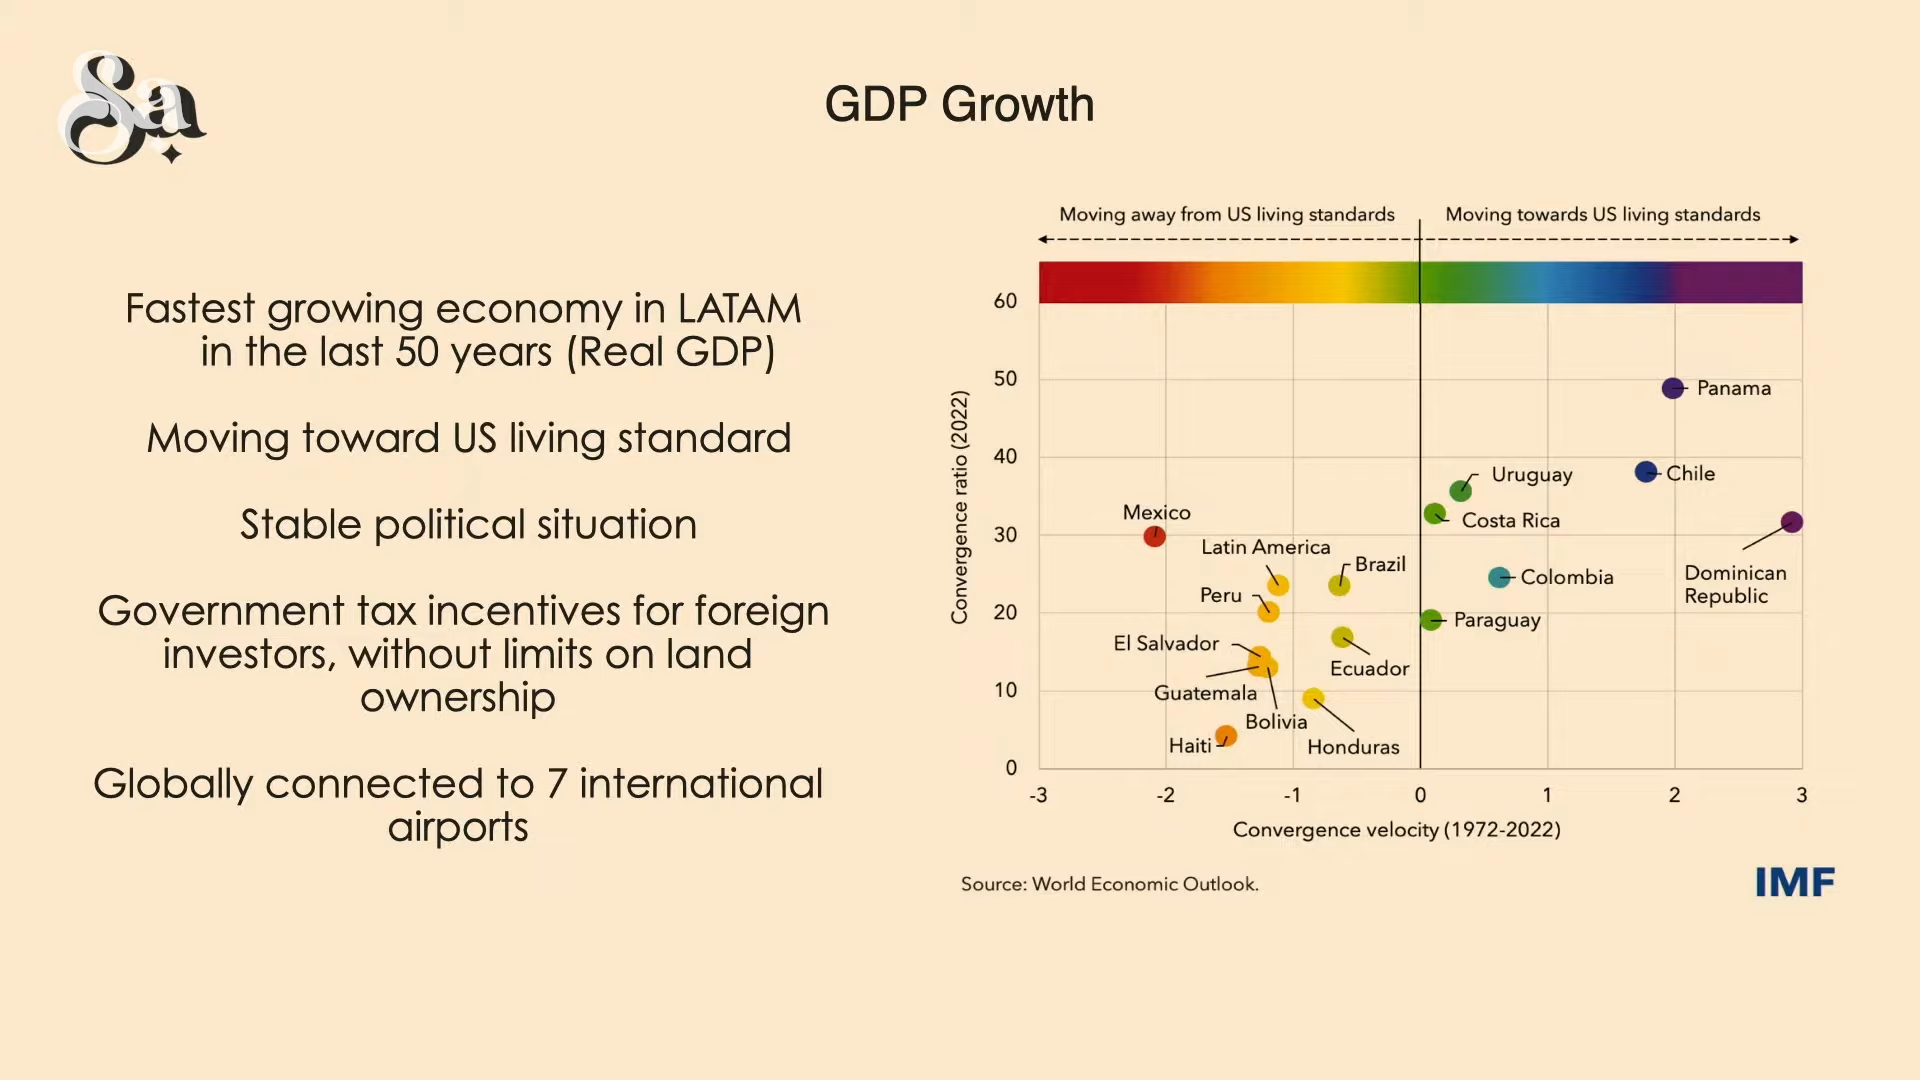 Sa
GDP Growth
Fastest growing economy in LATAM
in the last 50 years (Real GDP)
Moving toward US living standard
Stable political situation
Government tax incentives for foreign
investors, without limits on land
ownership
Globally connected to 7 international
airports
Moving away from US living standards
Moving towards US living standards
Convergence ratio (2022)
60
50
40
30
20
10
0
Panama
Chile
Uruguay
Costa Rica
Mexico
Latin America
Brazil
Colombia
Dominican
Republic
Peru
Paraguay
El Salvador
Ecuador
Guatemala
Bolivia
Haiti
Honduras
-3
-2
-1
0
1
2
3
Convergence velocity (1972-2022)
Source: World Economic Outlook.
IMF